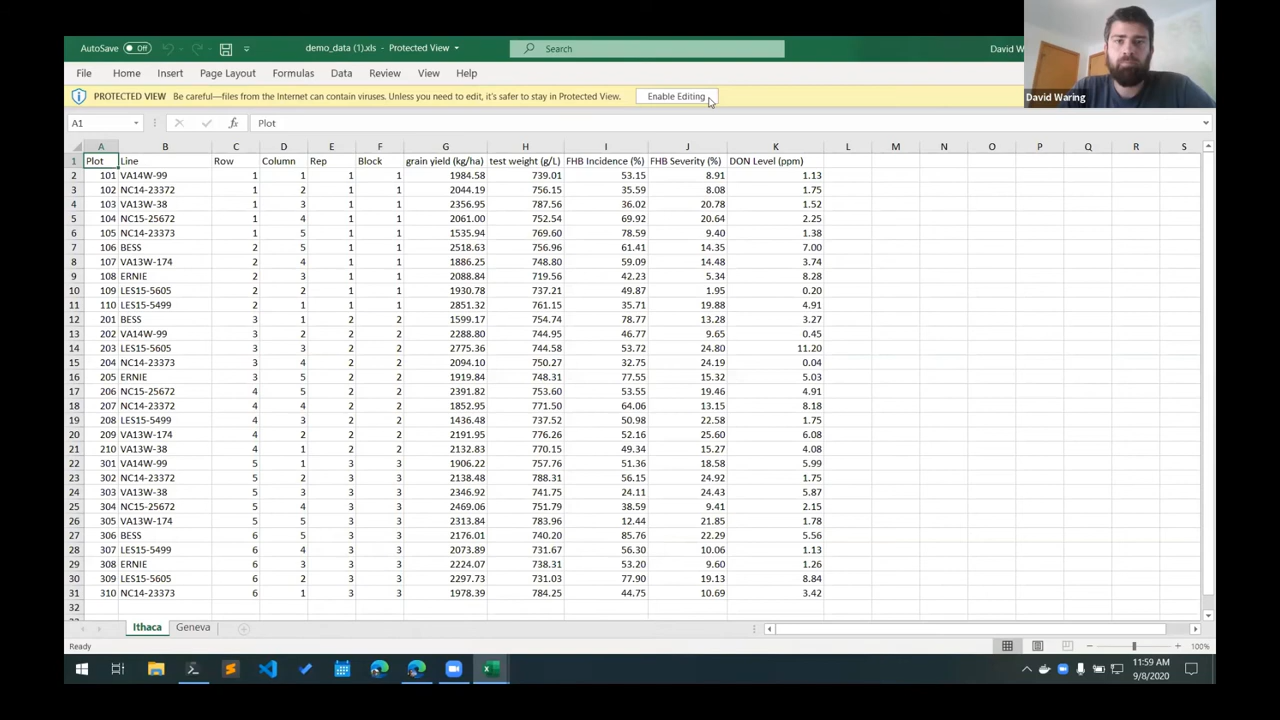 AutoSave Off demo_data (1).xls - Protected View Search David W
File Home Insert Page Layout Formulas Data Review View Help
PROTECTED VIEW Be careful—files from the Internet can contain viruses. Unless you need to edit, it's safer to stay in Protected View. Enable Editing
David Waring
A1 fx Plot
A B C D E F G H I J K L M N O P Q R S
1 Plot Line Row Column Rep Block grain yield (kg/ha) test weight (g/L) FHB Incidence (%) FHB Severity (%) DON Level (ppm)
2 101 VA14W-99 1 1 1 1 1984.58 739.01 53.15 8.91 1.13
3 102 NC14-23372 1 2 1 1 2044.19 756.15 35.59 8.08 1.75
4 103 VA13W-38 1 3 1 1 2356.95 787.56 36.02 20.78 1.52
5 104 NC15-25672 1 4 1 1 2061.00 752.54 69.92 20.64 2.25
6 105 NC14-23373 1 5 1 1 1535.94 769.60 78.59 9.40 1.38
7 106 BESS 2 5 1 1 2518.63 756.96 61.41 14.35 7.00
8 107 VA13W-174 2 4 1 1 1886.25 748.80 59.09 14.48 3.74
9 108 ERNIE 2 3 1 1 2088.84 719.56 42.23 5.34 8.28
10 109 LES15-5605 2 2 1 1 1930.78 737.21 49.87 1.95 0.20
11 110 LES15-5499 2 1 1 1 2851.32 761.15 35.71 19.88 4.91
12 201 BESS 3 1 2 2 1599.17 754.74 78.77 13.28 3.27
13 202 VA14W-99 3 2 2 2 2288.80 744.95 46.77 9.65 0.45
14 203 LES15-5605 3 3 2 2 2775.36 744.58 53.72 24.80 11.20
15 204 NC14-23373 3 4 2 2 2094.10 750.27 32.75 24.19 0.04
16 205 ERNIE 3 5 2 2 1919.84 748.31 77.55 15.32 5.03
17 206 NC15-25672 4 5 2 2 2391.82 753.60 53.55 19.46 4.91
18 207 NC14-23372 4 4 2 2 1852.95 771.50 64.06 13.15 8.18
19 208 LES15-5499 4 3 2 2 1436.48 737.52 50.98 22.58 1.75
20 209 VA13W-174 4 2 2 2 2191.95 776.26 52.16 25.60 6.08
21 210 VA13W-38 4 1 2 2 2132.83 770.15 49.34 15.27 4.08
22 301 VA14W-99 5 1 3 3 1906.22 757.76 51.36 18.58 5.99
23 302 NC14-23372 5 2 3 3 2138.48 788.31 56.15 24.92 1.75
24 303 VA13W-38 5 3 3 3 2346.92 741.75 24.11 24.43 5.87
25 304 NC15-25672 5 4 3 3 2469.06 751.79 38.59 9.41 2.15
26 305 VA13W-174 5 5 3 3 2313.84 783.96 12.44 21.85 1.78
27 306 BESS 6 5 3 3 2176.01 740.20 85.76 22.29 5.56
28 307 LES15-5499 6 4 3 3 2073.89 731.67 56.30 10.06 1.13
29 308 ERNIE 6 3 3 3 2224.07 738.31 53.20 9.60 1.26
30 309 LES15-5605 6 2 3 3 2297.73 731.03 77.90 19.13 8.84
31 310 NC14-23373 6 1 3 3 1978.39 784.25 44.75 10.69 3.42
32
Ithaca Geneva
Ready 100%
11:59 AM
9/8/2020